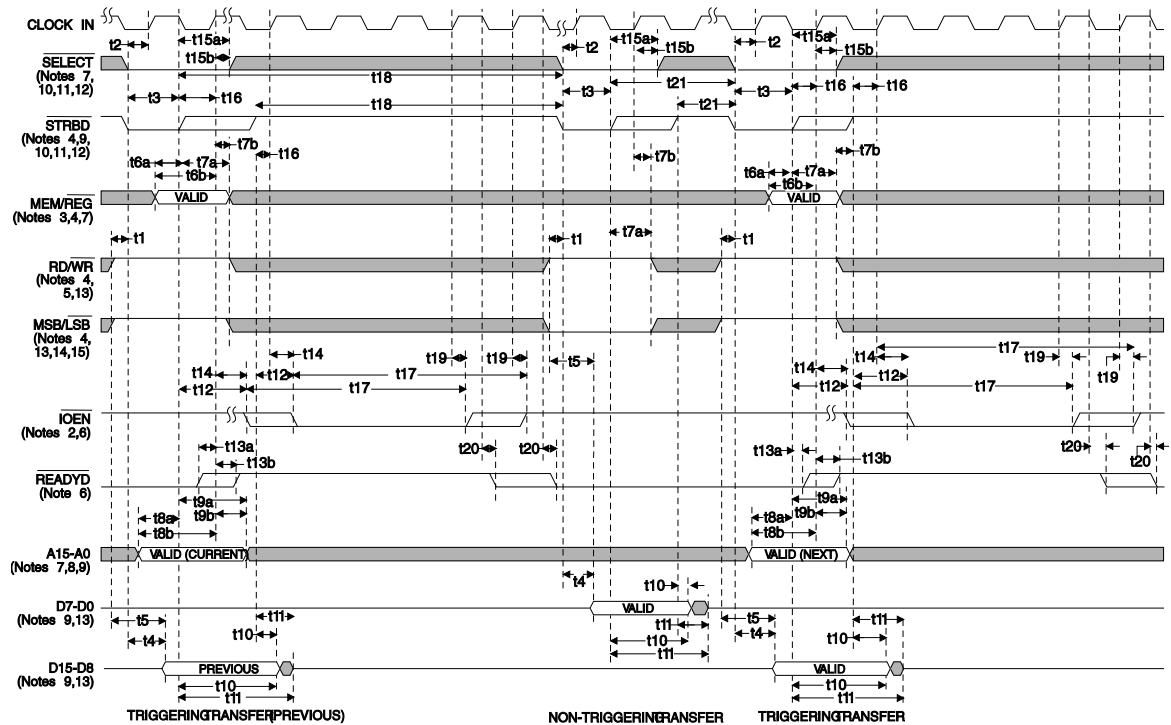 CLOCK IN
t2
t15a
t15b
t2
t15a
t15b
t2
t15a
t15b
SELECT
(Notes 7,
10,11,12)
t18
t21
t3
t16
t18
t3
t21
t3
t16
t16
STRBD
(Notes 4,9,
10,11,12)
t7b
t16
t7b
t7b
t6a
t7a
t6b
t6a
t7a
t6b
MEM/REG
(Notes 3,4,7)
VALID
VALID
t1
t1
t7a
t1
RD/WR
(Notes 4,
5,13)
MSB/LSB
(Notes 4,
13,14,15)
t14
t19
t19
t5
t14
t17
t19
t19
t14
t12
t17
t14
t12
t12
t17
t12
IOEN
(Notes 2,6)
t13a
t13b
t20
t20
t13a
t13b
t20
t20
READYD
(Note 6)
t9a
t9b
t9a
t9b
t8a
t8b
t8a
t8b
A15-A0
(Notes 7,8,9)
VALID (CURRENT)
VALID (NEXT)
t4
t10
D7-D0
(Notes 9,13)
VALID
t5
t11
t11
t5
t11
t4
t10
t10
t4
t10
t11
D15-D8
(Notes 9,13)
PREVIOUS
VALID
t10
t11
t10
t11
TRIGGERING TRANSFER (PREVIOUS)
NON-TRIGGERING TRANSFER
TRIGGERING TRANSFER